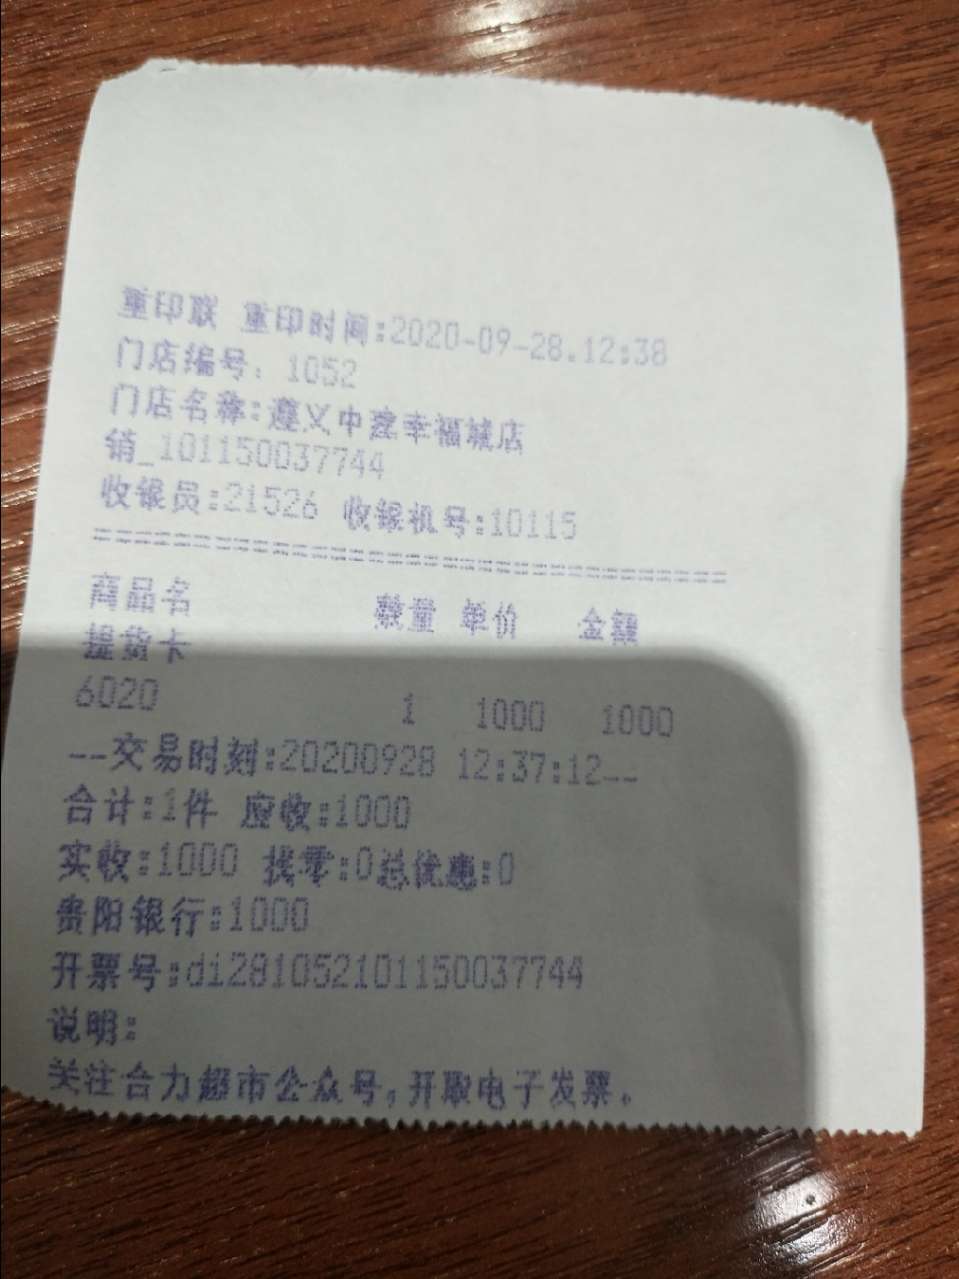 重印联 重印时间:2020-09-28.12:38
门店编号: 1052
门店名称:遵义中建幸福城店
销_101150037744
收银员:21526 收银机号:10115
商品名 数量 单价 金额
提货卡
6020 1 1000 1000
--交易时刻:20200928 12:37:12--
合计:1件 应收:1000
实收:1000 找零:0总优惠:0
贵阳银行:1000
开票号:di281052101150037744
说明:
关注合力超市公众号,开取电子发票.